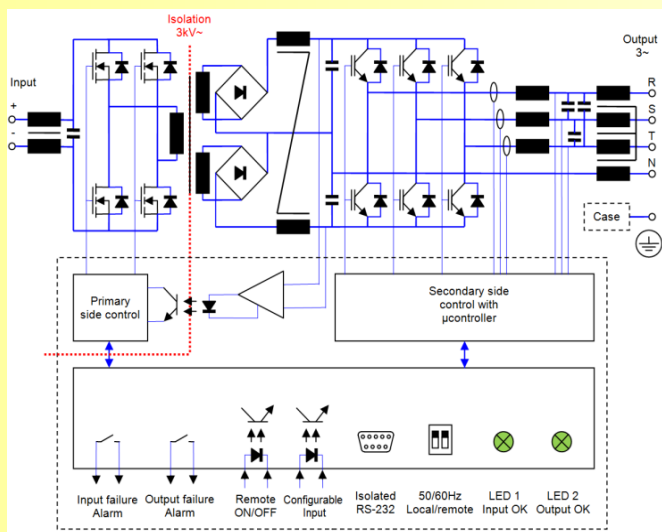 Isolation
3kV~
Output
3~
Input
+
-
R
S
T
N
Case
Primary
side control
Secondary side
control with
µcontroller
Input failure
Alarm
Output failure
Alarm
Remote
ON/OFF
Configurable
Input
Isolated
RS-232
50/60Hz
Local/remote
LED 1
Input OK
LED 2
Output OK